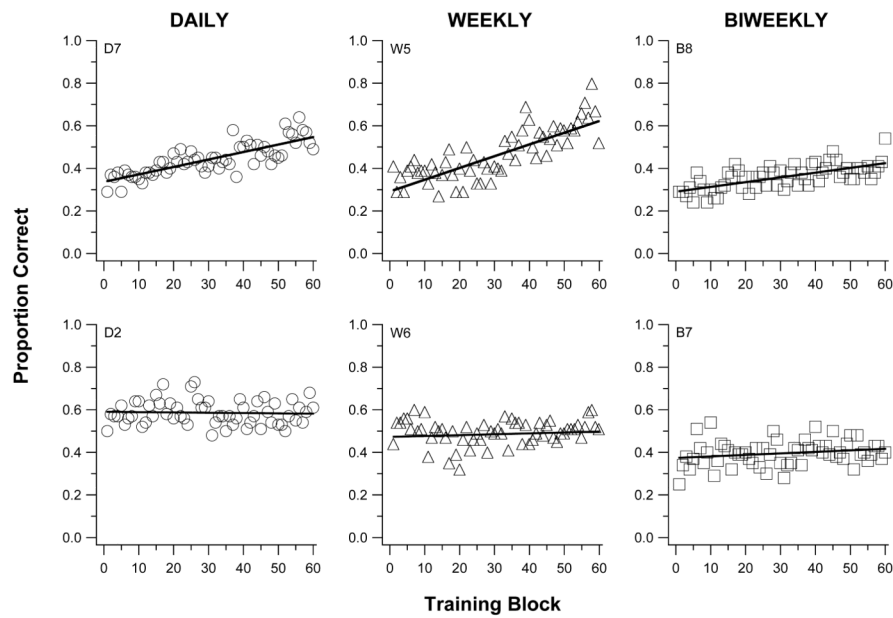 DAILY WEEKLY BIWEEKLY
D7 W5 B8
1.0 1.0 1.0
0.8 0.8 0.8
0.6 0.6 0.6
0.4 0.4 0.4
0.2 0.2 0.2
0.0 0.0 0.0
0 10 20 30 40 50 60 0 10 20 30 40 50 60 0 10 20 30 40 50 60
Proportion Correct
D2 W6 B7
1.0 1.0 1.0
0.8 0.8 0.8
0.6 0.6 0.6
0.4 0.4 0.4
0.2 0.2 0.2
0.0 0.0 0.0
0 10 20 30 40 50 60 0 10 20 30 40 50 60 0 10 20 30 40 50 60
Training Block